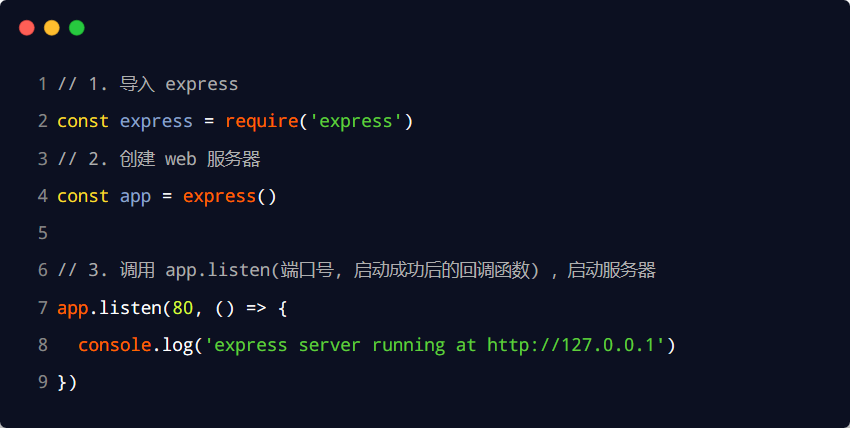 1 // 1. 导入 express
2 const express = require('express')
3 // 2. 创建 web 服务器
4 const app = express()
5
6 // 3. 调用 app.listen(端口号, 启动成功后的回调函数) , 启动服务器
7 app.listen(80, () => {
8   console.log('express server running at http://127.0.0.1')
9 })